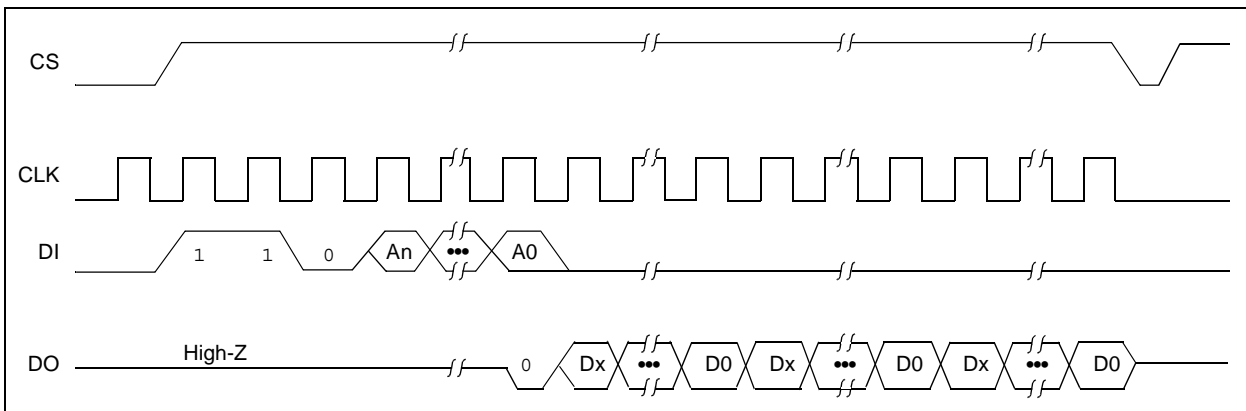 CS
CLK
DI 1 1 0 An ••• A0
High-Z
DO 0 Dx ••• D0 Dx ••• D0 Dx ••• D0